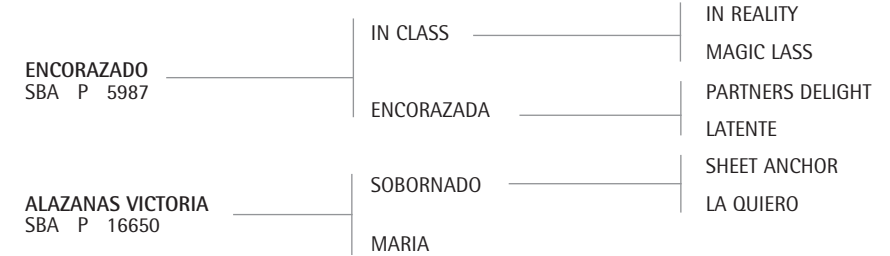 IN REALITY
IN CLASS
MAGIC LASS
ENCORAZADO
SBA P 5987
PARTNERS DELIGHT
ENCORAZADA
LATENTE
SHEET ANCHOR
SOBORNADO
ALAZANAS VICTORIA
LA QUIERO
SBA P 16650
MARIA